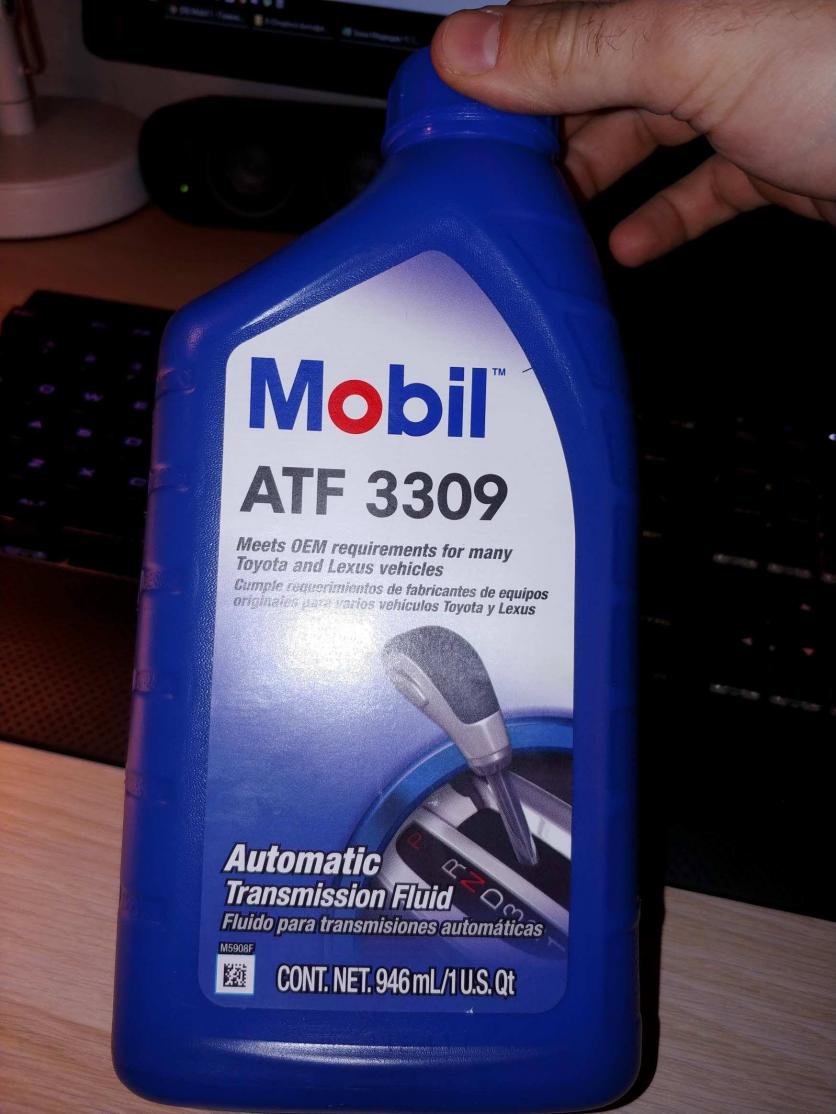 Mobil™
ATF 3309
Meets OEM requirements for many
Toyota and Lexus vehicles
Cumple requerimientos de fabricantes de equipos
originales para varios vehículos Toyota y Lexus
P
R
N
D
3
Automatic
Transmission Fluid
Fluido para transmisiones automáticas
M5908F
CONT. NET. 946 mL/1 U.S. Qt